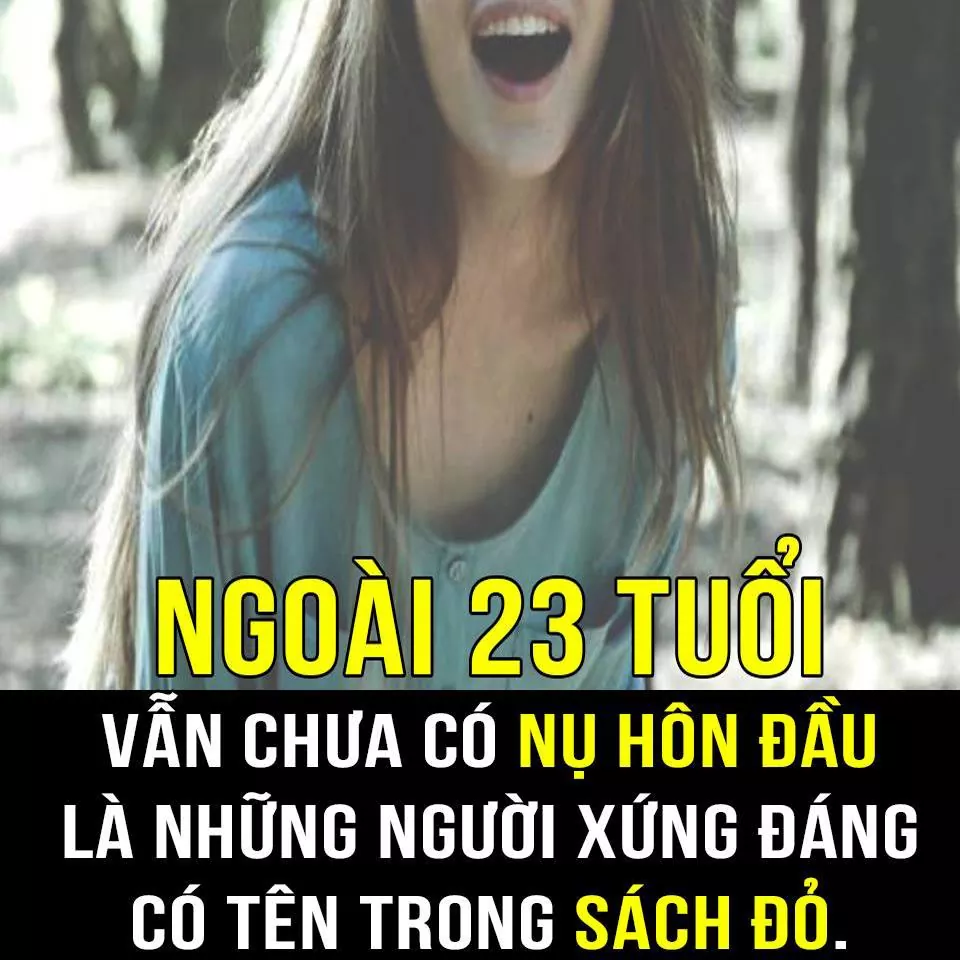 NGOÀI 23 TUỔI
VẪN CHƯA CÓ NỤ HÔN ĐẦU
LÀ NHỮNG NGƯỜI XỨNG ĐÁNG
CÓ TÊN TRONG SÁCH ĐỎ.